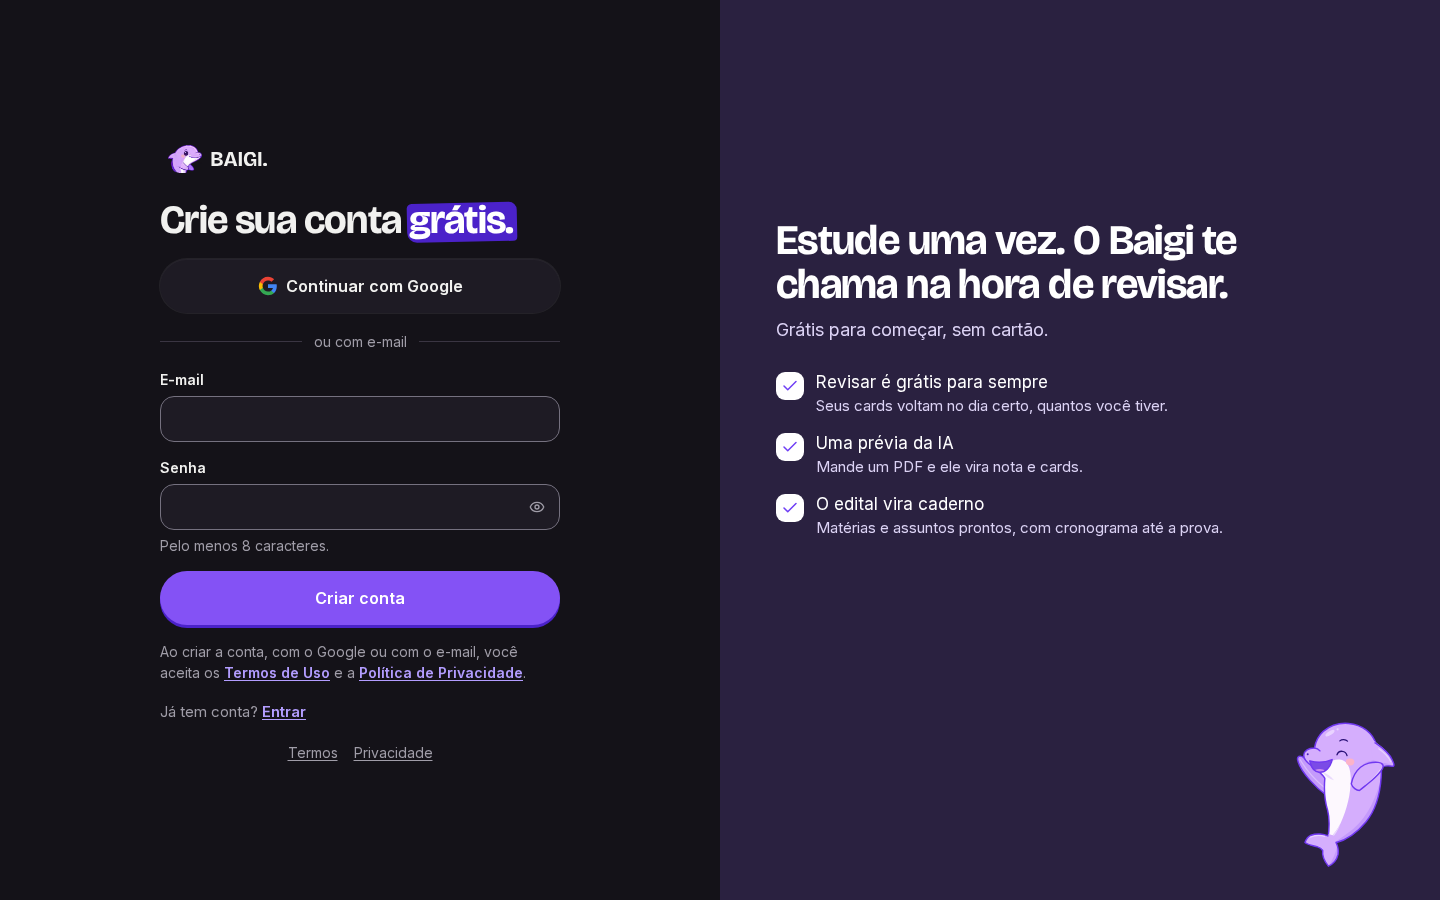 BAIGI.
Crie sua conta grátis.
Continuar com Google
ou com e-mail
E-mail
Senha
Pelo menos 8 caracteres.
Criar conta
Ao criar a conta, com o Google ou com o e-mail, você
aceita os Termos de Uso e a Política de Privacidade.
Já tem conta? Entrar
Termos Privacidade
Estude uma vez. O Baigi te
chama na hora de revisar.
Grátis para começar, sem cartão.
Revisar é grátis para sempre
Seus cards voltam no dia certo, quantos você tiver.
Uma prévia da IA
Mande um PDF e ele vira nota e cards.
O edital vira caderno
Matérias e assuntos prontos, com cronograma até a prova.